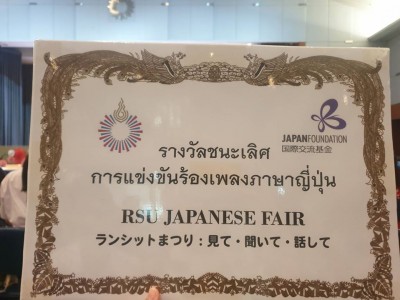 JAPANFOUNDATION
国際交流基金
รางวัลชนะเลิศ
การแข่งขันร้องเพลงภาษาญี่ปุ่น
RSU JAPANESE FAIR
ランシットまつり：見て・聞いて・話して